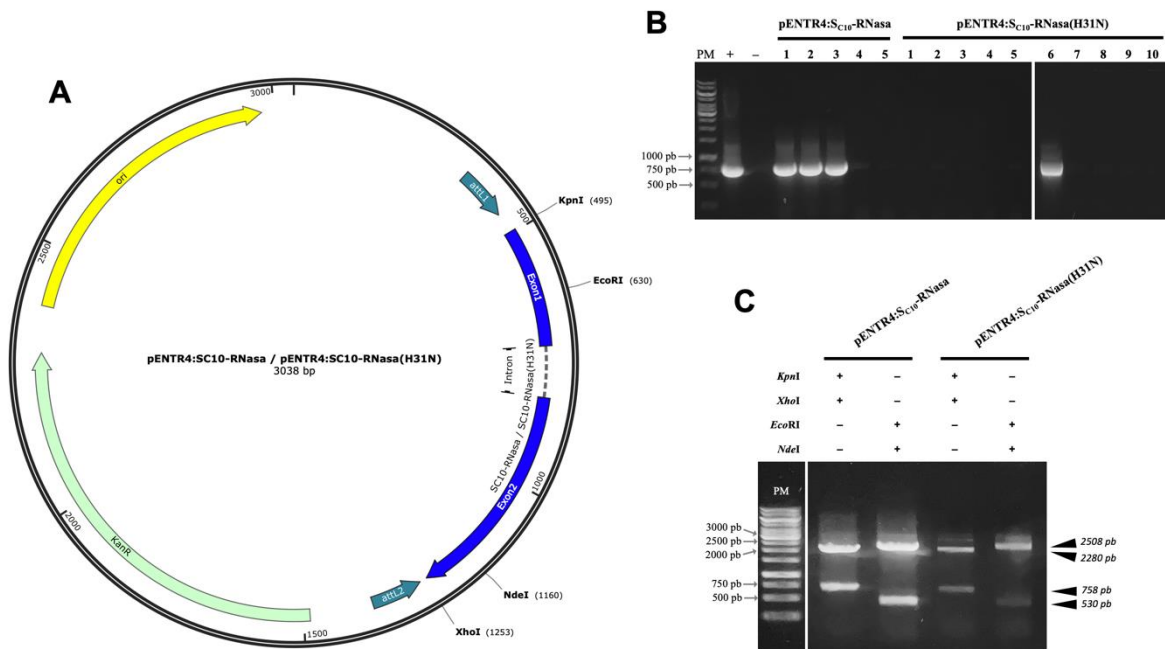 A
3000
ori
attL1
500
KpnI (495)
EcoRI (630)
Exon1
2500
pENTR4:SC10-RNasa / pENTR4:SC10-RNasa(H31N)
3038 bp
Intron
SC10-RNasa / SC10-RNasa(H31N)
Exon2
1000
KanR
2000
attL2
NdeI (1160)
XhoI (1253)
1500
B
pENTR4:SC10-RNasa pENTR4:SC10-RNasa(H31N)
PM + – 1 2 3 4 5 1 2 3 4 5 6 7 8 9 10
1000 pb
750 pb
500 pb
C
pENTR4:SC10-RNasa
pENTR4:SC10-RNasa(H31N)
KpnI + – + –
XhoI + – + –
EcoRI – + – +
NdeI – + – +
PM
3000 pb
2500 pb
2000 pb
750 pb
500 pb
2508 pb
2280 pb
758 pb
530 pb